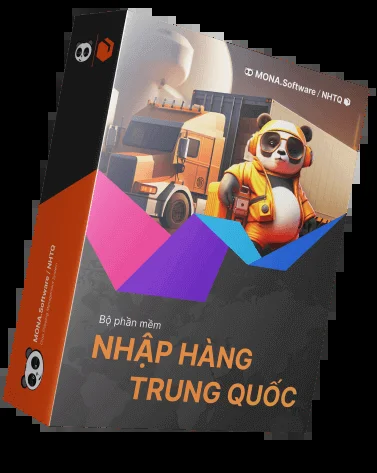 MONA.Software / NHTQ
Bộ phần mềm
NHẬP HÀNG
TRUNG QUỐC
MONA.Software / NHTQ